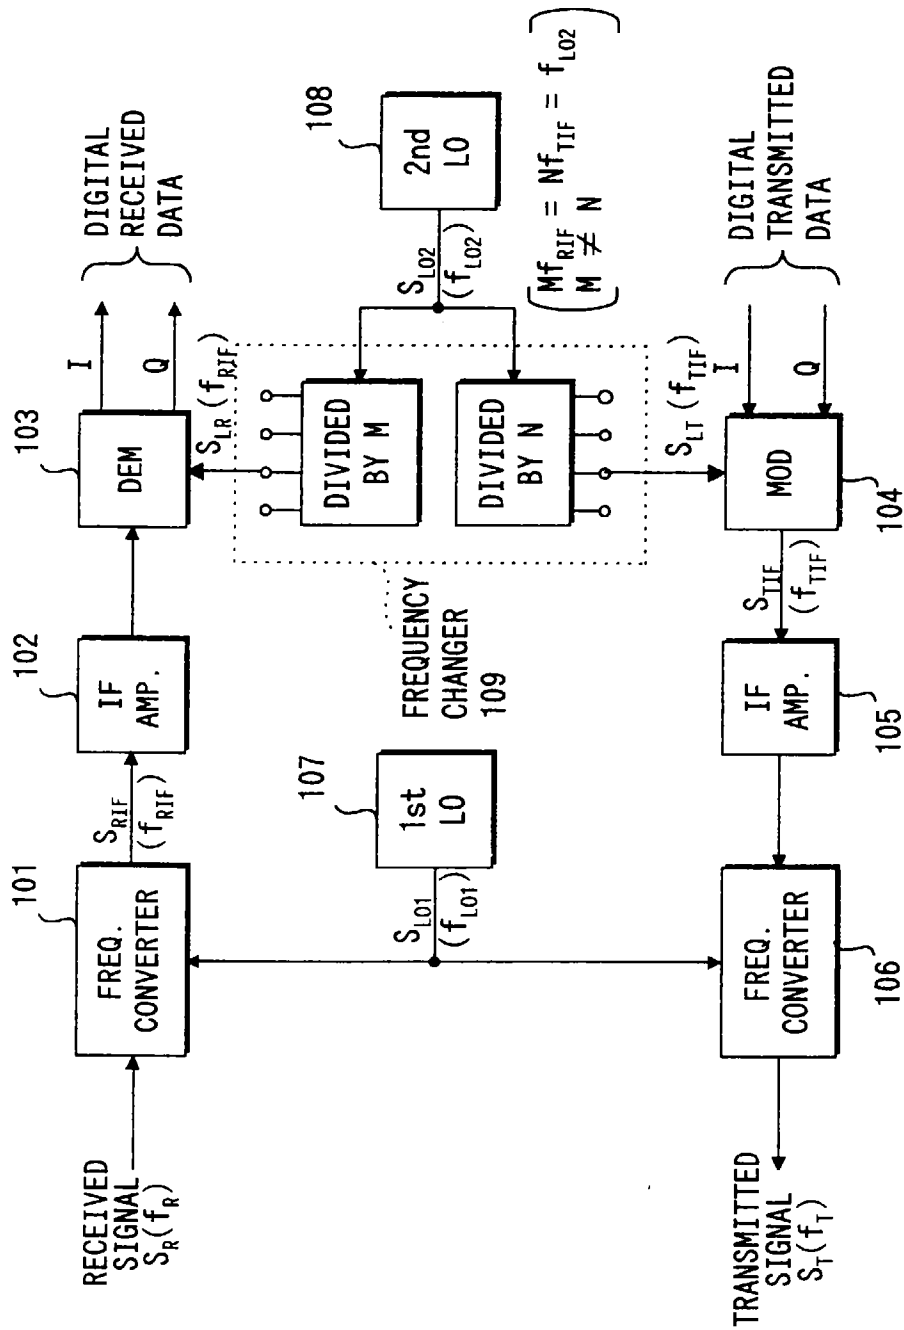 RECEIVED
SIGNAL
S_R(f_R)
101
FREQ.
CONVERTER
S_RIF
(f_RIF)
102
IF
AMP.
103
DEM
I
Q
DIGITAL
RECEIVED
DATA
S_LR (f_RIF)
107
1st
LO
S_LO1
(f_LO1)
FREQUENCY
CHANGER
109
DIVIDED
BY M
DIVIDED
BY N
S_LO2
(f_LO2)
108
2nd
LO
(Mf_RIF = Nf_TIF = f_LO2)
(M ≠ N)
S_LT (f_TIF)
TRANSMITTED
SIGNAL
S_T(f_T)
FREQ.
CONVERTER
106
IF
AMP.
105
S_TIF
(f_TIF)
MOD
104
I
Q
DIGITAL
TRANSMITTED
DATA